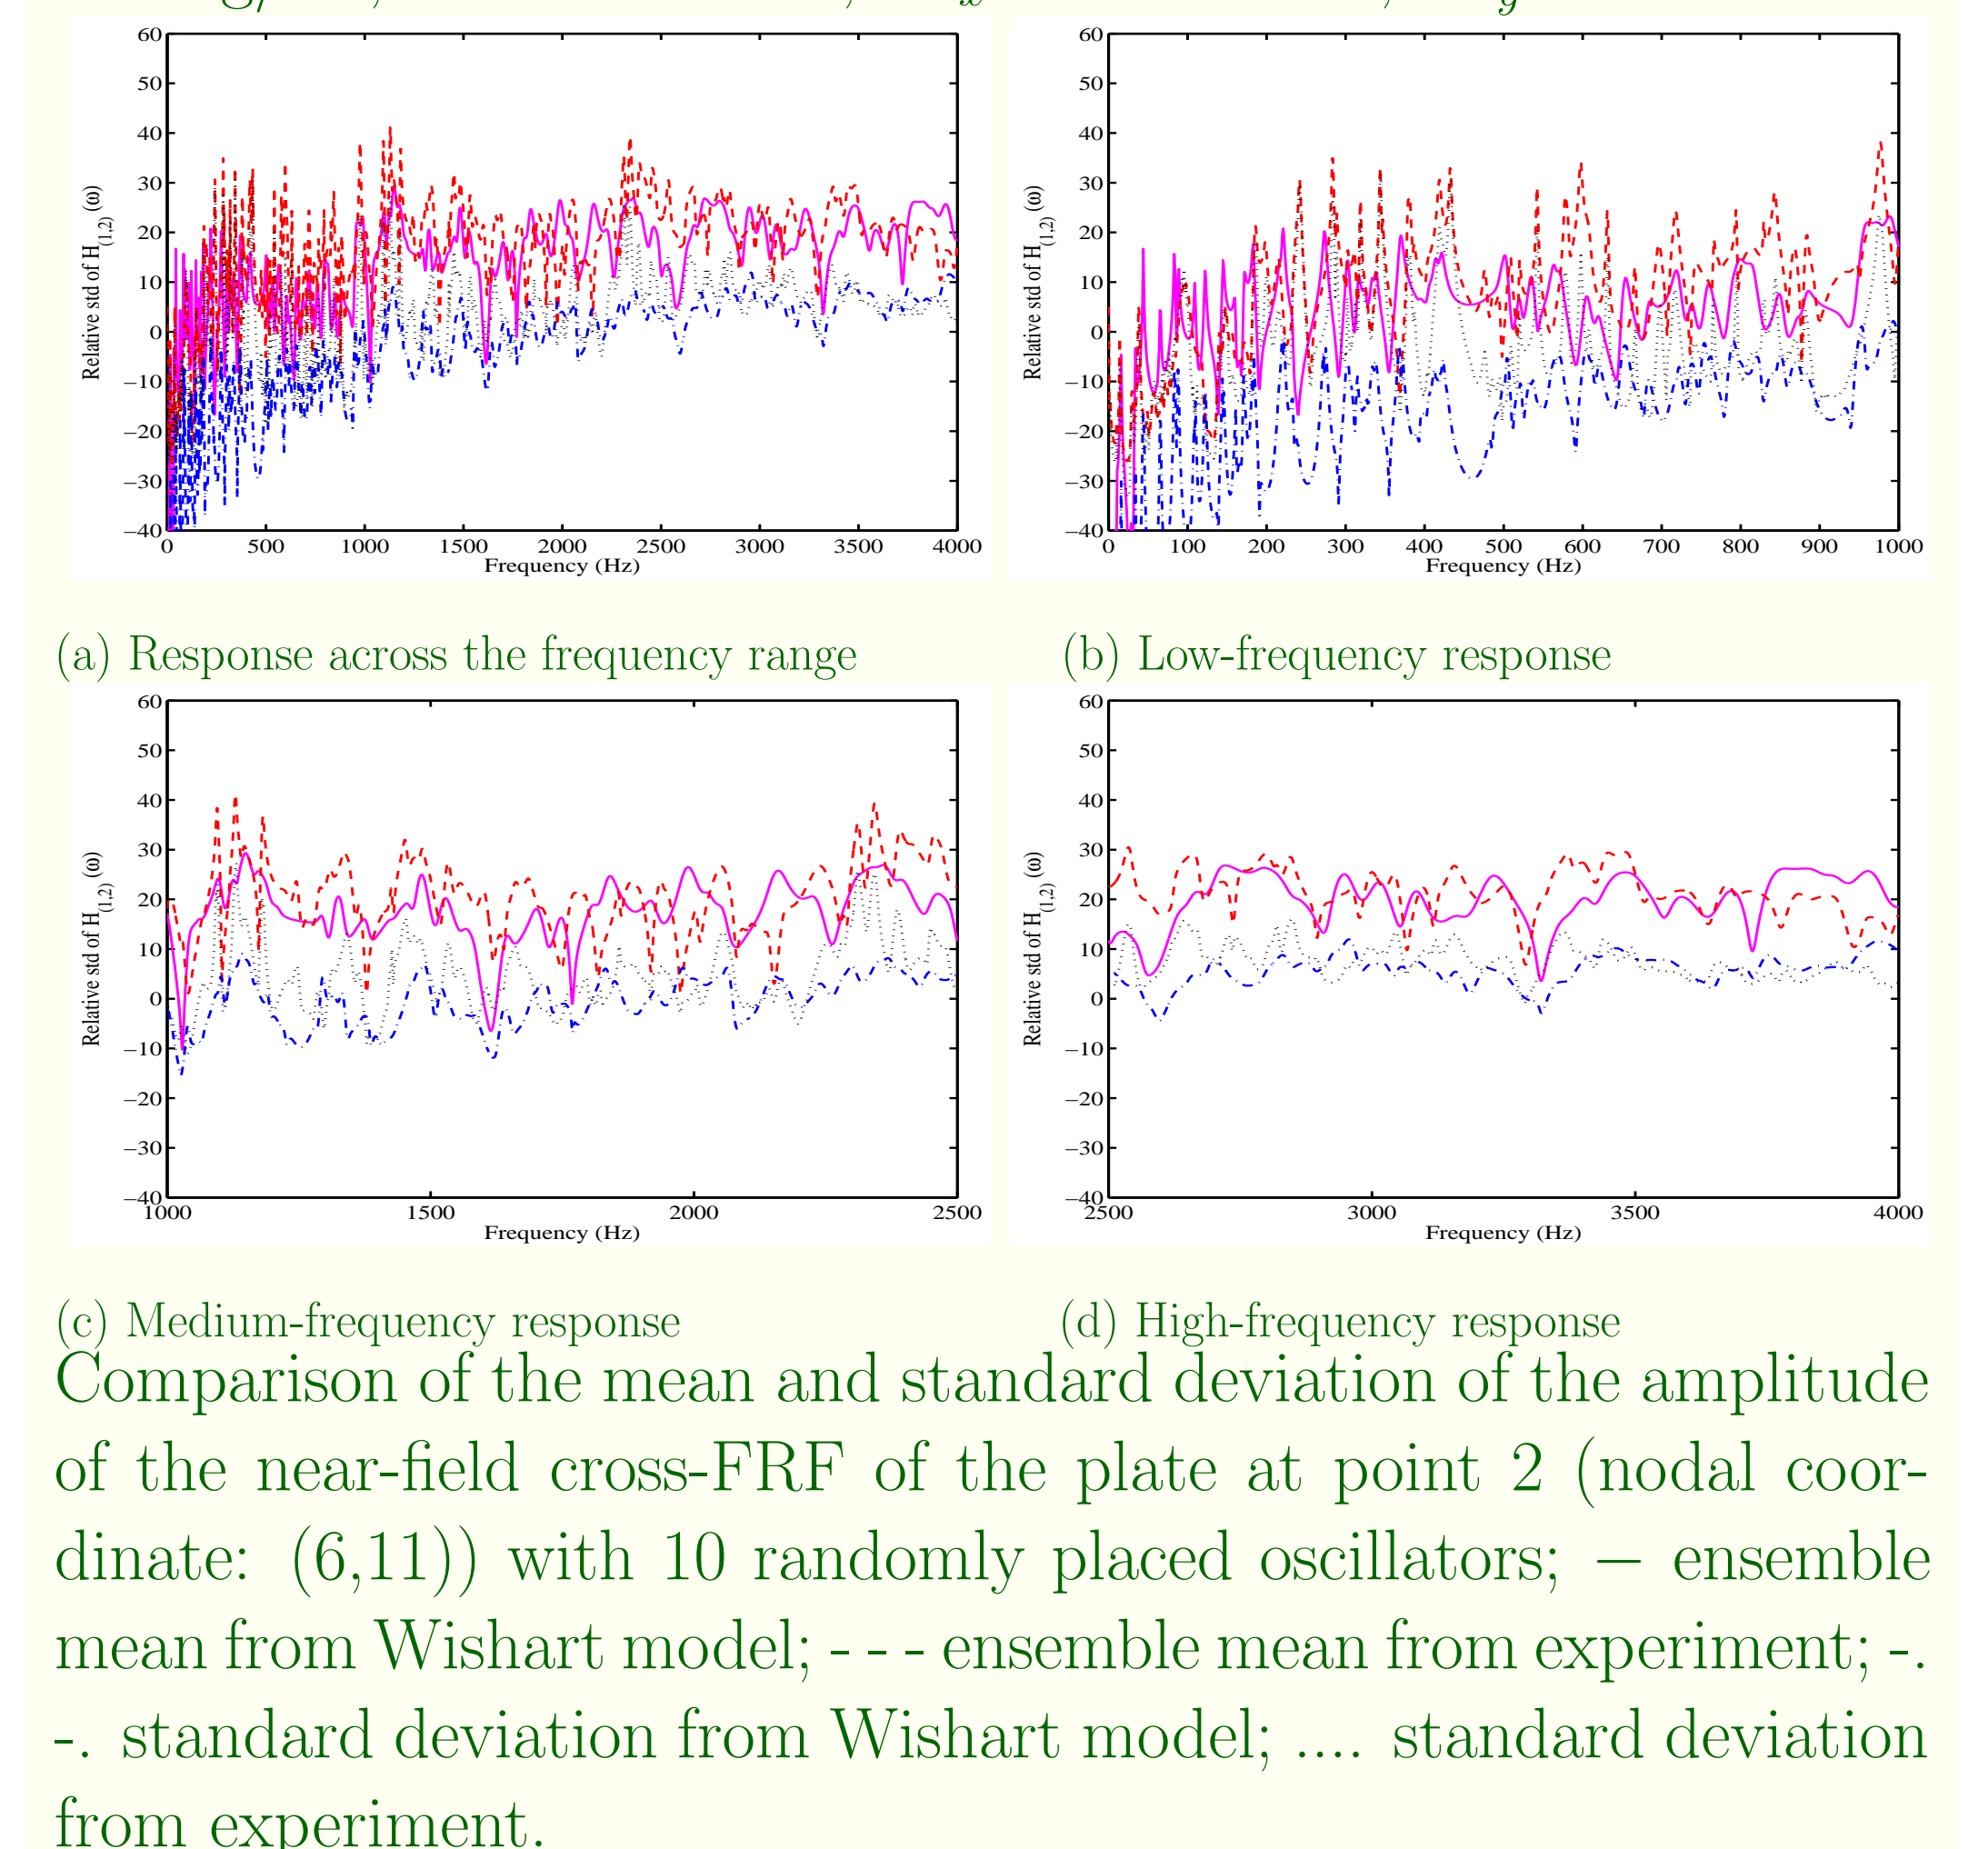 60
50
40
30
20
10
0
−10
−20
−30
−40
0 500 1000 1500 2000 2500 3000 3500 4000
Frequency (Hz)
Relative std of H(1,2) (ω)
60
50
40
30
20
10
0
−10
−20
−30
−40
0 100 200 300 400 500 600 700 800 900 1000
Frequency (Hz)
Relative std of H(1,2) (ω)
(a) Response across the frequency range
(b) Low-frequency response
60
50
40
30
20
10
0
−10
−20
−30
−40
1000 1500 2000 2500
Frequency (Hz)
Relative std of H(1,2) (ω)
60
50
40
30
20
10
0
−10
−20
−30
−40
2500 3000 3500 4000
Frequency (Hz)
Relative std of H(1,2) (ω)
(c) Medium-frequency response
(d) High-frequency response
Comparison of the mean and standard deviation of the amplitude
of the near-field cross-FRF of the plate at point 2 (nodal coor-
dinate: (6,11)) with 10 randomly placed oscillators; — ensemble
mean from Wishart model; - - - ensemble mean from experiment; -.
-. standard deviation from Wishart model; .... standard deviation
from experiment.